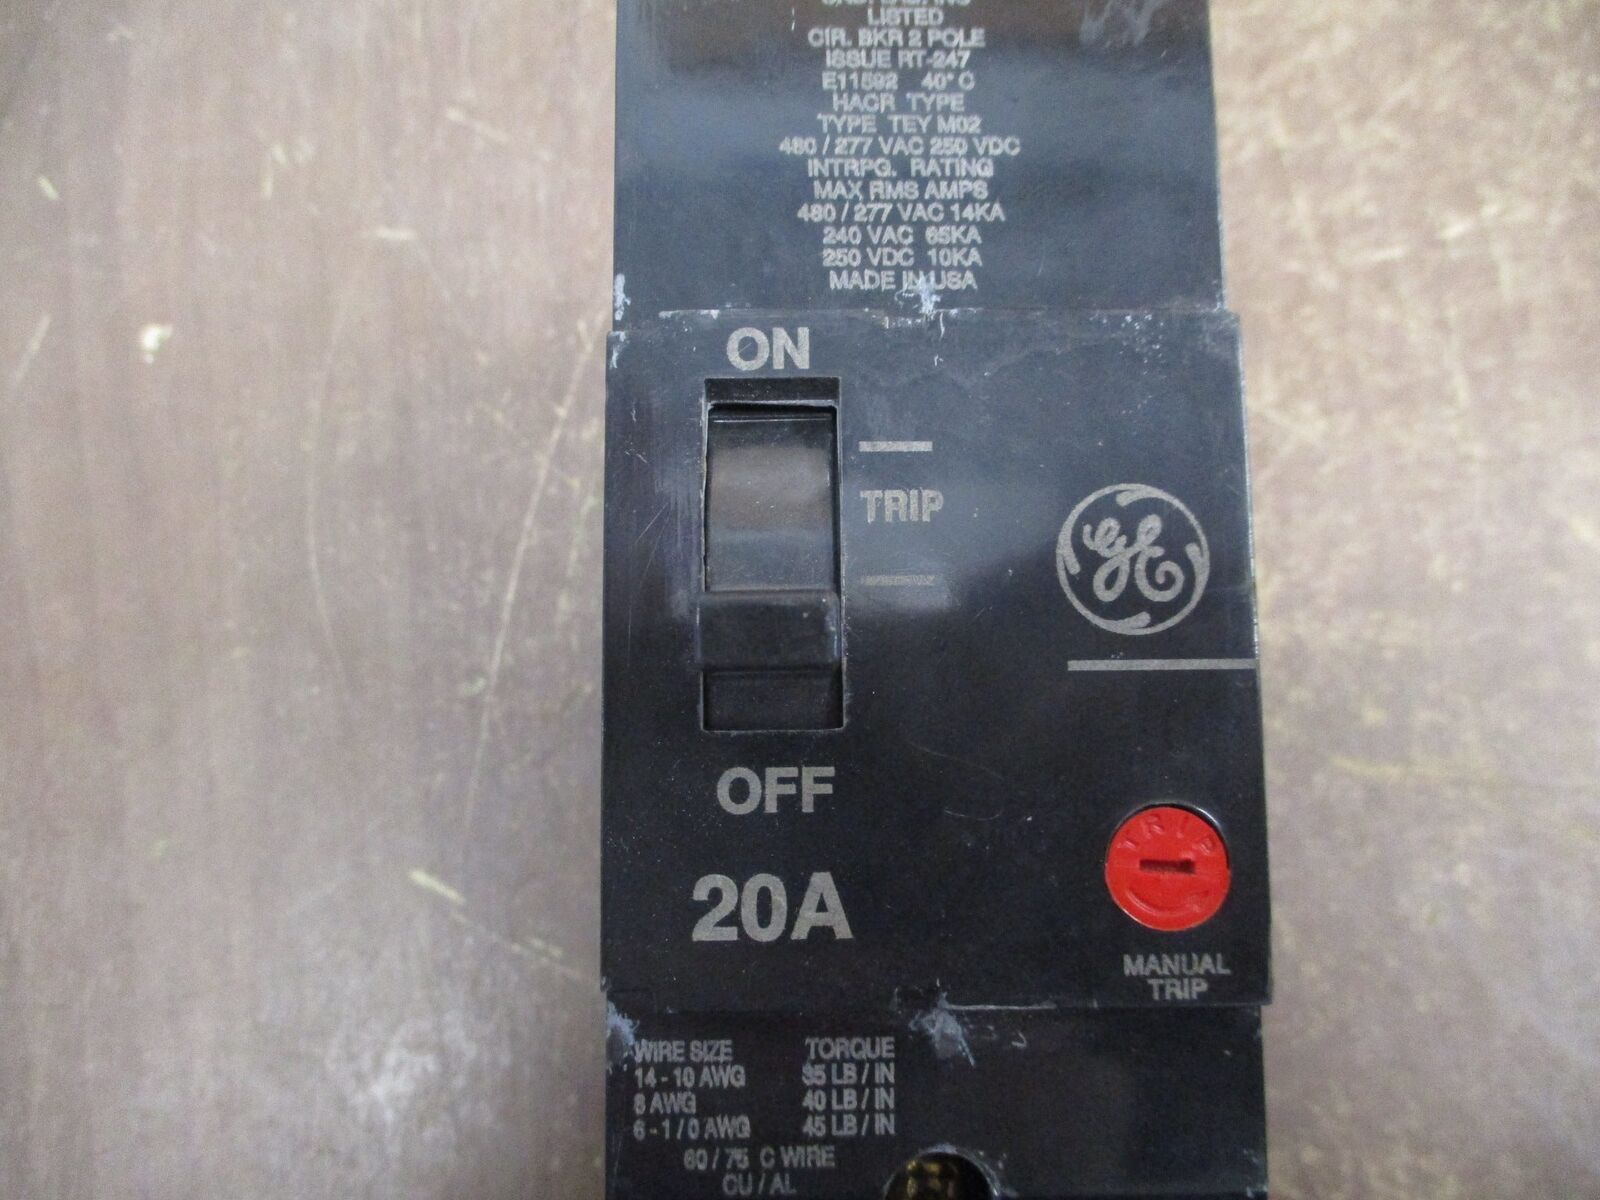 LISTED
CIR. BKR 2 POLE
ISSUE RT-247
E11592 40° C
HACR TYPE
TYPE TEY M02
480 / 277 VAC 250 VDC
INTRPG. RATING
MAX RMS AMPS
480 / 277 VAC 14KA
240 VAC 65KA
250 VDC 10KA
MADE IN USA
ON
TRIP
GE
OFF
20A
TRIP
MANUAL
TRIP
WIRE SIZE TORQUE
14 - 10 AWG 35 LB / IN
8 AWG 40 LB / IN
6 - 1 / 0 AWG 45 LB / IN
60 / 75 C WIRE
CU / AL